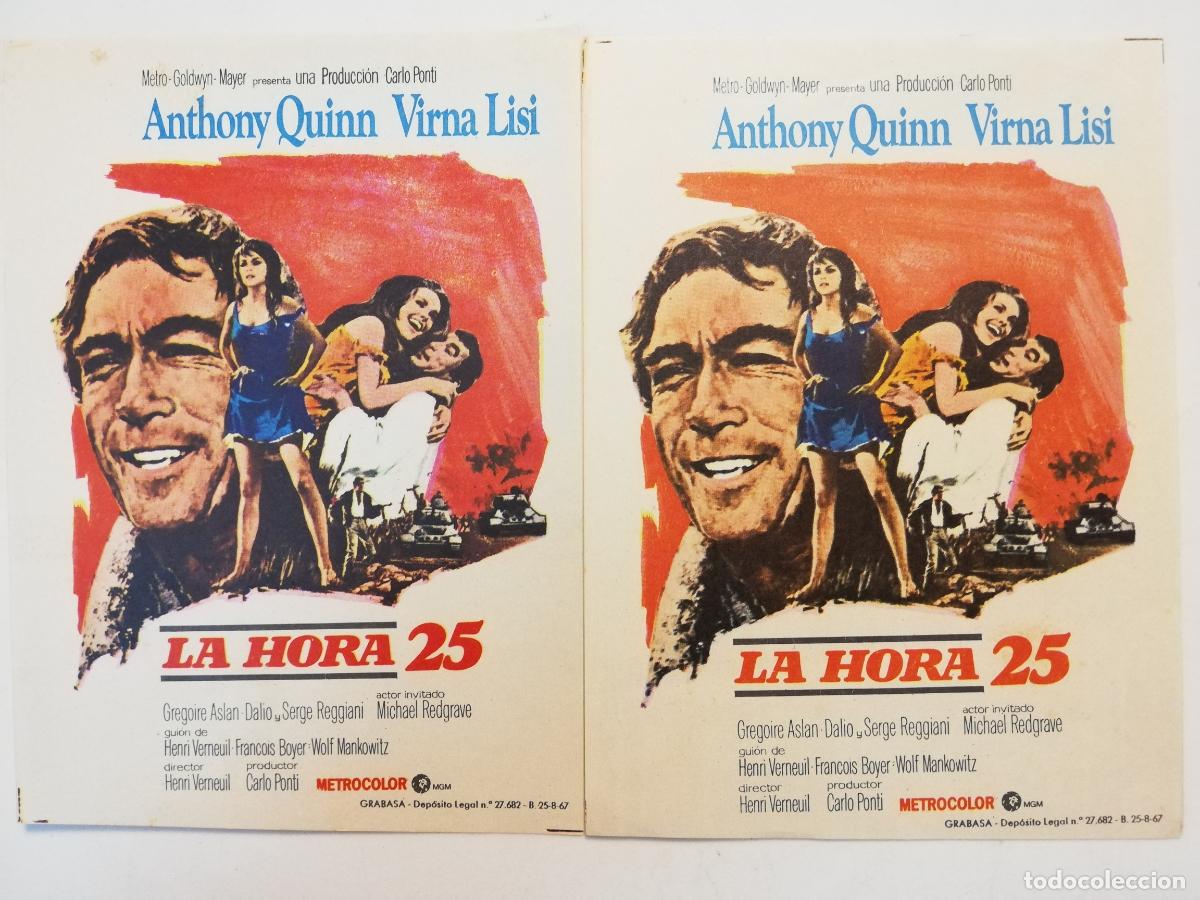 Metro-Goldwyn-Mayer presenta una Producción Carlo Ponti
Anthony Quinn Virna Lisi
LA HORA 25
actor invitado
Gregoire Aslan·Dalio y Serge Reggiani Michael Redgrave
guión de
Henri Verneuil·Francois Boyer·Wolf Mankowitz
director productor
Henri Verneuil Carlo Ponti METROCOLOR MGM
GRABASA - Depósito Legal n.º 27.682 - B. 25-8-67
Metro-Goldwyn-Mayer presenta una Producción Carlo Ponti
Anthony Quinn Virna Lisi
LA HORA 25
actor invitado
Gregoire Aslan·Dalio y Serge Reggiani Michael Redgrave
guión de
Henri Verneuil·Francois Boyer·Wolf Mankowitz
director productor
Henri Verneuil Carlo Ponti METROCOLOR MGM
GRABASA - Depósito Legal n.º 27.682 - B. 25-8-67
todocoleccion